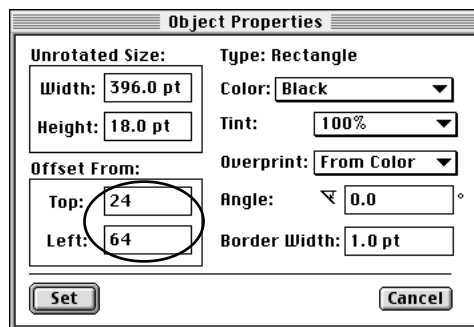 Object Properties
Unrotated Size:
Width: 396.0 pt
Height: 18.0 pt
Offset From:
Top: 24
Left: 64
Type: Rectangle
Color: Black
Tint: 100%
Overprint: From Color
Angle: 0.0 °
Border Width: 1.0 pt
Set
Cancel